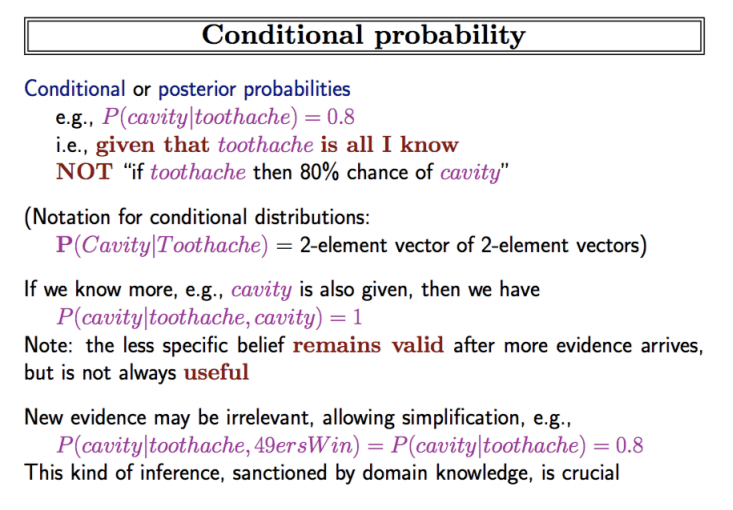 Conditional probability
Conditional or posterior probabilities
e.g., P(cavity|toothache) = 0.8
i.e., given that toothache is all I know
NOT “if toothache then 80% chance of cavity”
(Notation for conditional distributions:
P(Cavity|Toothache) = 2-element vector of 2-element vectors)
If we know more, e.g., cavity is also given, then we have
P(cavity|toothache, cavity) = 1
Note: the less specific belief remains valid after more evidence arrives,
but is not always useful
New evidence may be irrelevant, allowing simplification, e.g.,
P(cavity|toothache, 49ersWin) = P(cavity|toothache) = 0.8
This kind of inference, sanctioned by domain knowledge, is crucial